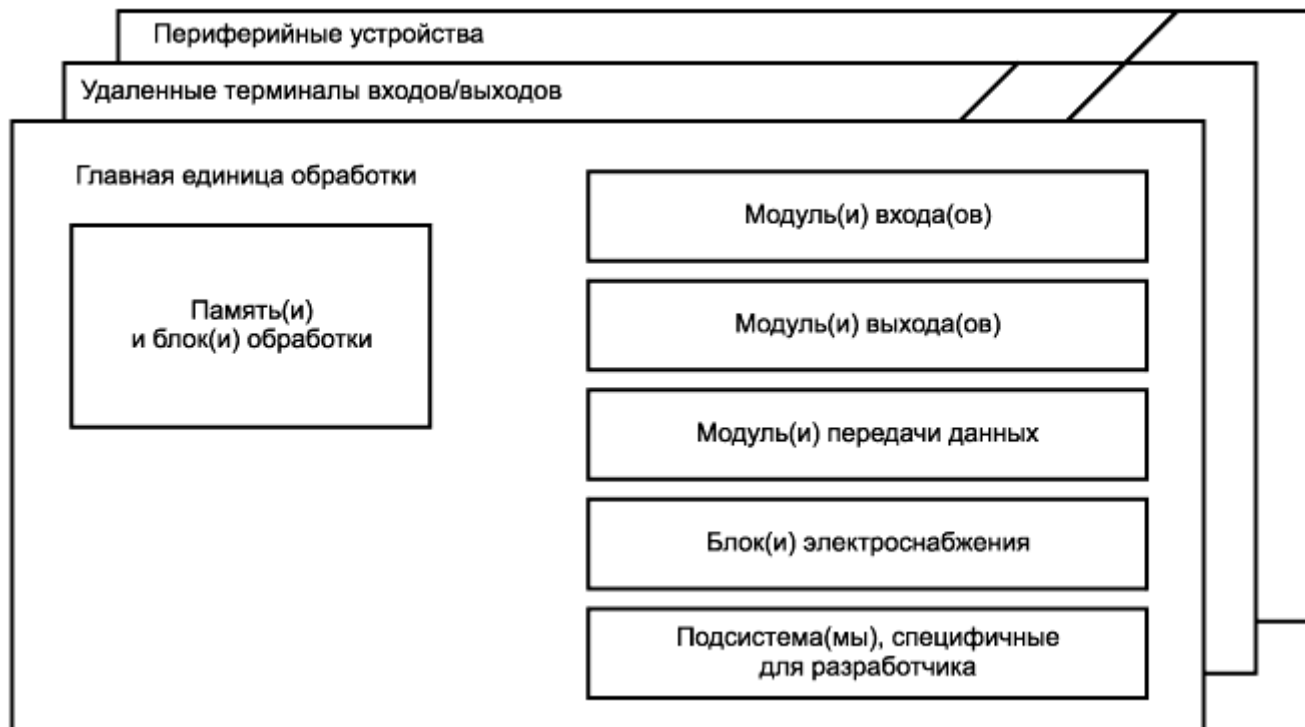 Периферийные устройства
Удаленные терминалы входов/выходов
Главная единица обработки
Память(и)
и блок(и) обработки
Модуль(и) входа(ов)
Модуль(и) выхода(ов)
Модуль(и) передачи данных
Блок(и) электроснабжения
Подсистема(мы), специфичные
для разработчика